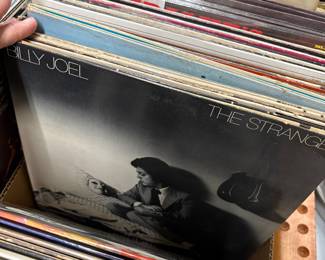 BILLY JOEL
THE STRANGE